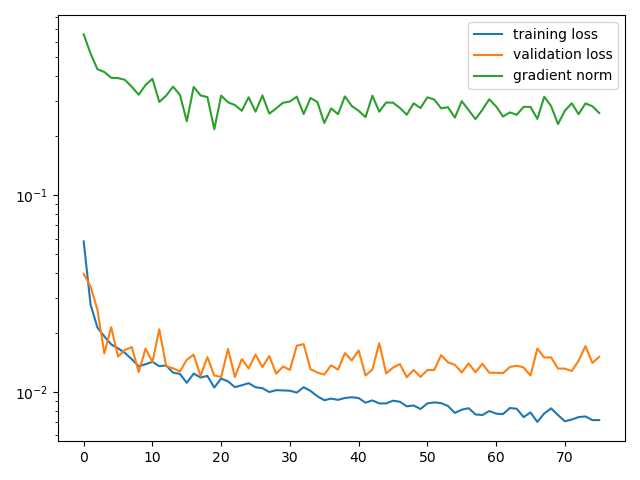 training loss
validation loss
gradient norm
10⁻¹
10⁻²
0 10 20 30 40 50 60 70